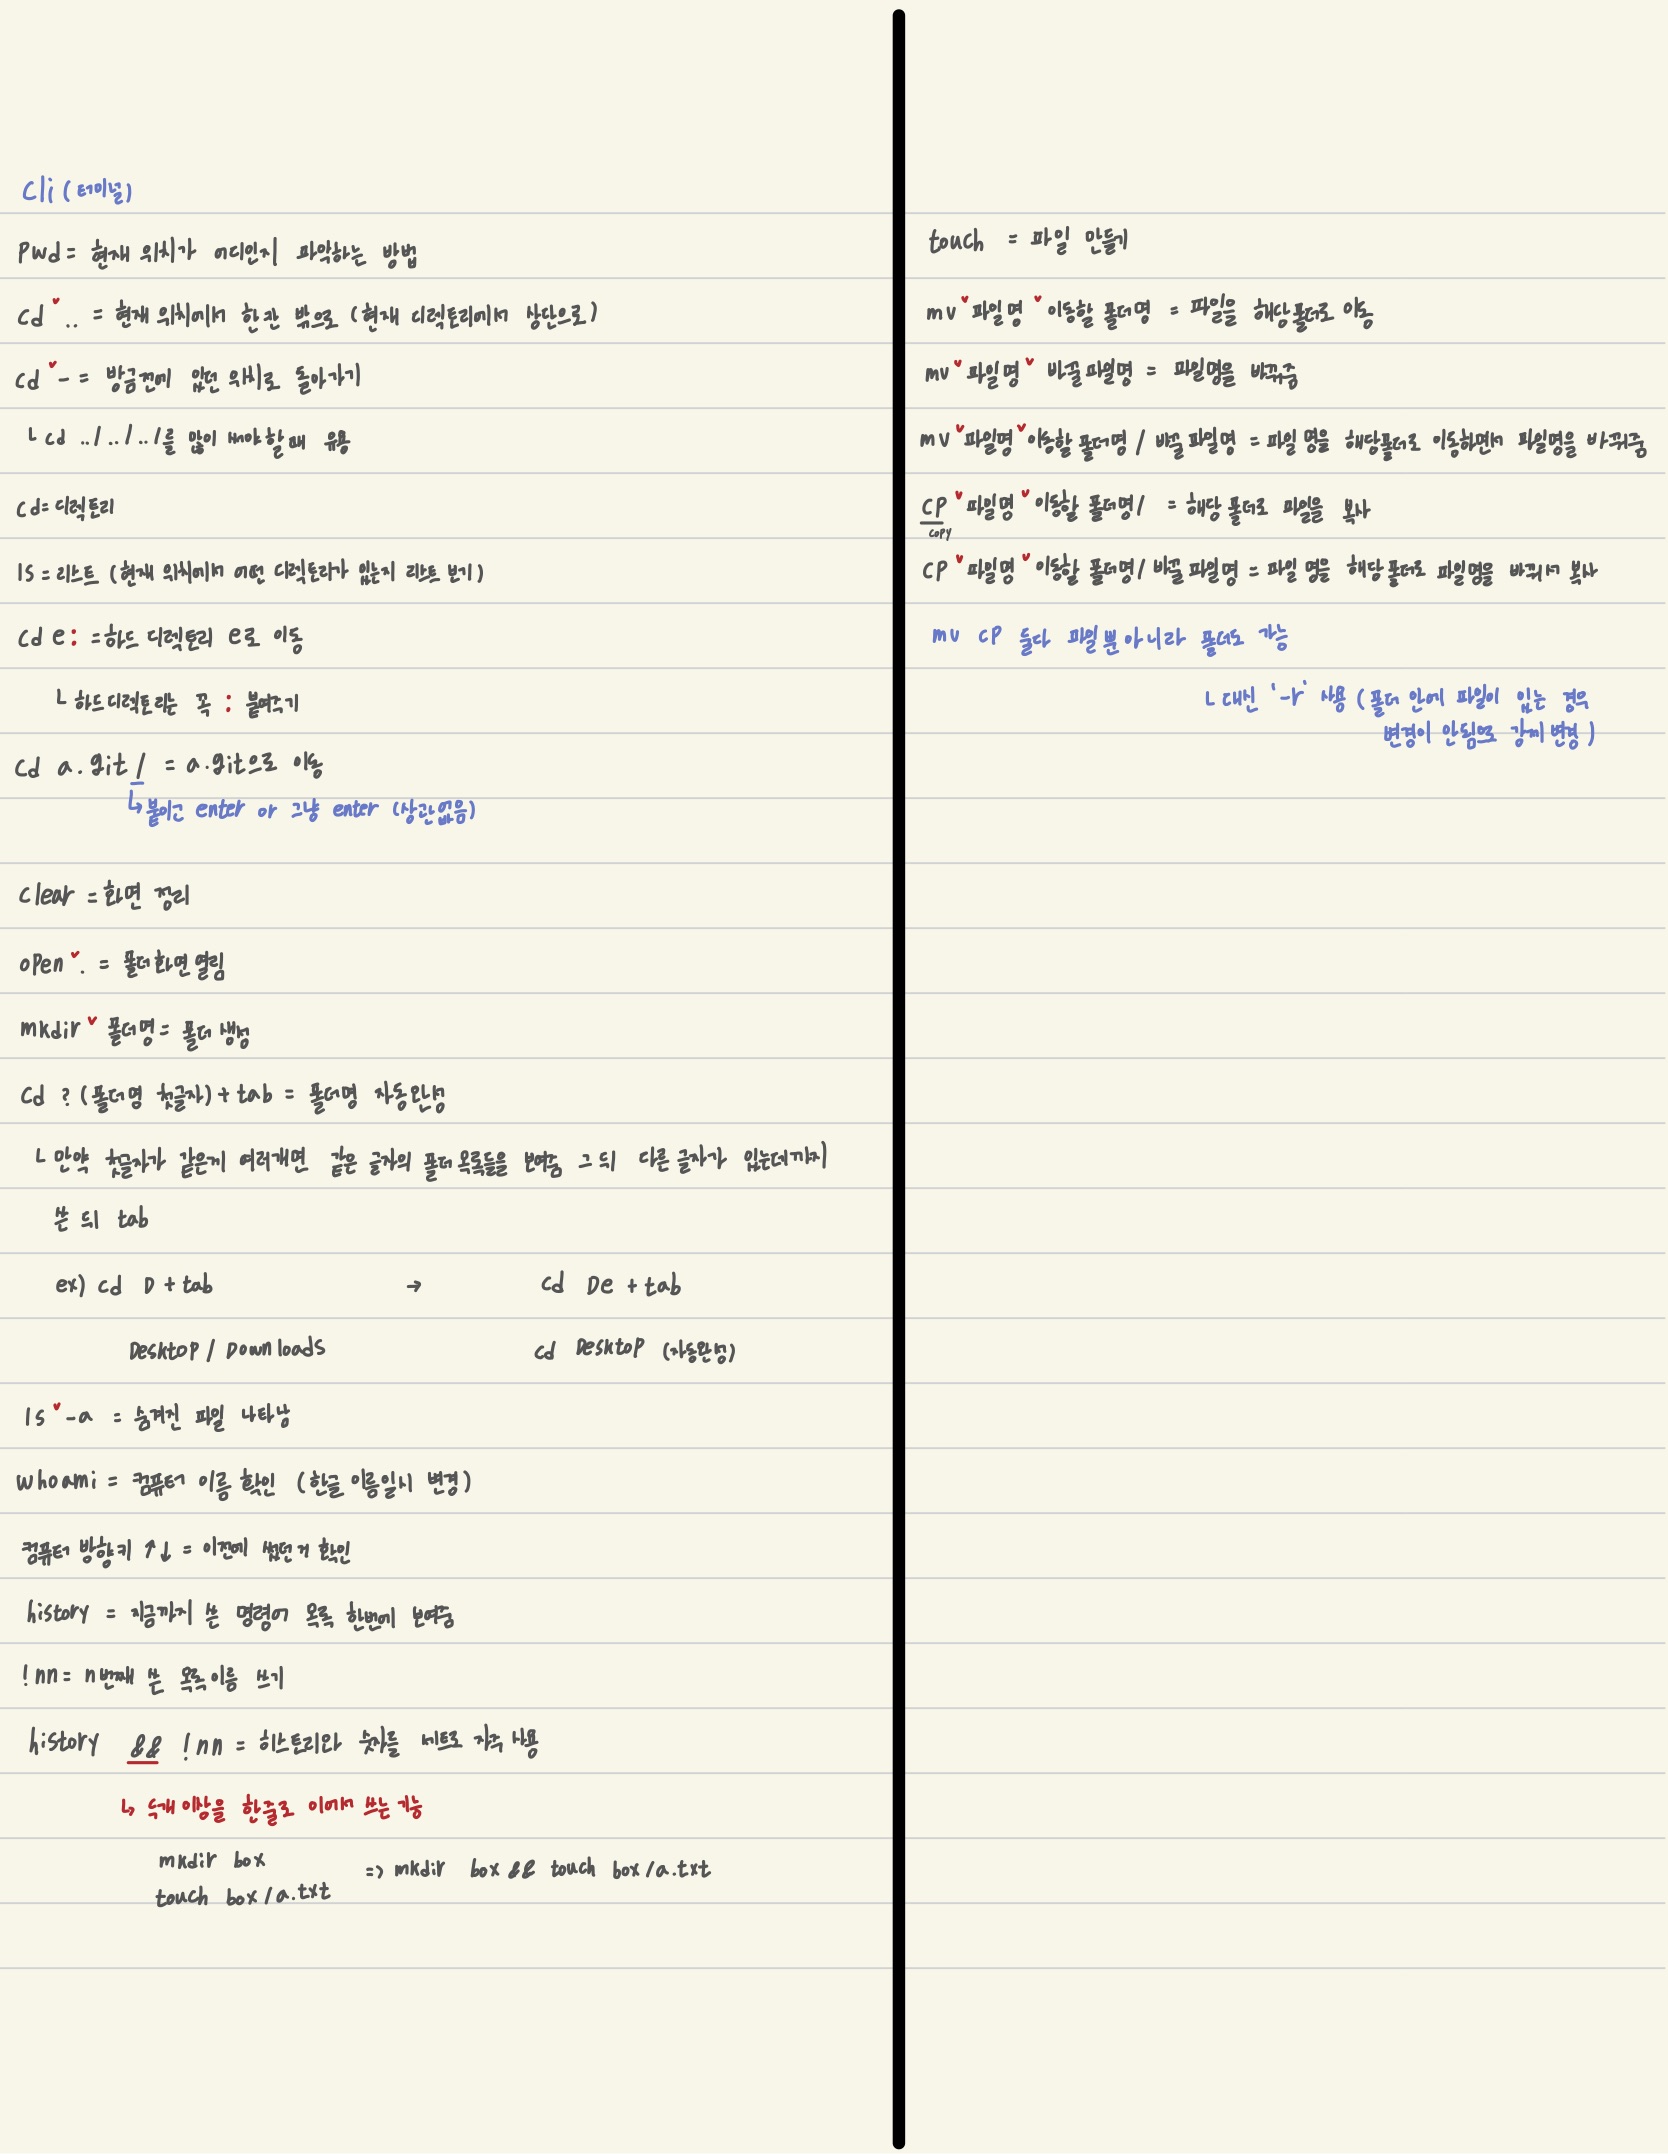 cli (터미널)
Pwd = 현재 위치가 어디인지 파악하는 방법
cd ˅ .. = 현재 위치에서 한 칸 밖으로 (현재 디렉토리에서 상단으로)
cd ˅ - = 방금전에 있던 위치로 돌아가기
ㄴ cd ../../../를 많이 써야 할 때 유용
cd = 디렉토리
ls = 리스트 (현재 위치에서 어떤 디렉토리가 있는지 리스트 보기)
cd e : = 하드 디렉토리 e로 이동
ㄴ 하드디렉토리는 꼭 : 붙여주기
cd a.git/ = a.git으로 이동
↳ 붙이고 enter or 그냥 enter (상관없음)
clear = 화면 정리
open ˅ . = 폴더화면 열림
mkdir ˅ 폴더명 = 폴더 생성
cd ? (폴더명 첫글자) + tab = 폴더명 자동완성
ㄴ 만약 첫글자가 같은게 여러개면 같은 글자의 폴더 목록들을 보여줌 그 뒤 다른 글자가 있는데까지
쓴 뒤 tab
ex) cd D + tab → cd De + tab
Desktop / Downloads cd Desktop (자동완성)
ls ˅ -a = 숨겨진 파일 나타남
whoami = 컴퓨터 이름 확인 (한글 이름일시 변경)
컴퓨터 방향키 ↑↓ = 이전에 썼던거 확인
history = 지금까지 쓴 명령어 목록 한번에 보여줌
!nn = n번째 쓴 목록이름 쓰기
history && !nn = 히스토리와 숫자를 세트로 자주 사용
↳ 두개 이상을 한줄로 이어서 쓰는 기능
mkdir box
touch box/a.txt
=> mkdir box && touch box/a.txt
touch = 파일 만들기
mv ˅ 파일명 ˅ 이동할 폴더명 = 파일을 해당폴더로 이동
mv ˅ 파일명 ˅ 바꿀 파일명 = 파일명을 바꿔줌
mv ˅ 파일명 ˅ 이동할 폴더명 / 바꿀 파일명 = 파일 명을 해당폴더로 이동하면서 파일명을 바꿔줌
CP ˅ 파일명 ˅ 이동할 폴더명/ = 해당 폴더로 파일을 복사
copy
CP ˅ 파일명 ˅ 이동할 폴더명/ 바꿀 파일명 = 파일 명을 해당 폴더로 파일명을 바꿔서 복사
mv CP 둘다 파일뿐아니라 폴더도 가능
ㄴ 대신 '-r' 사용 (폴더 안에 파일이 있는 경우
변경이 안됨으로 강제 변경)